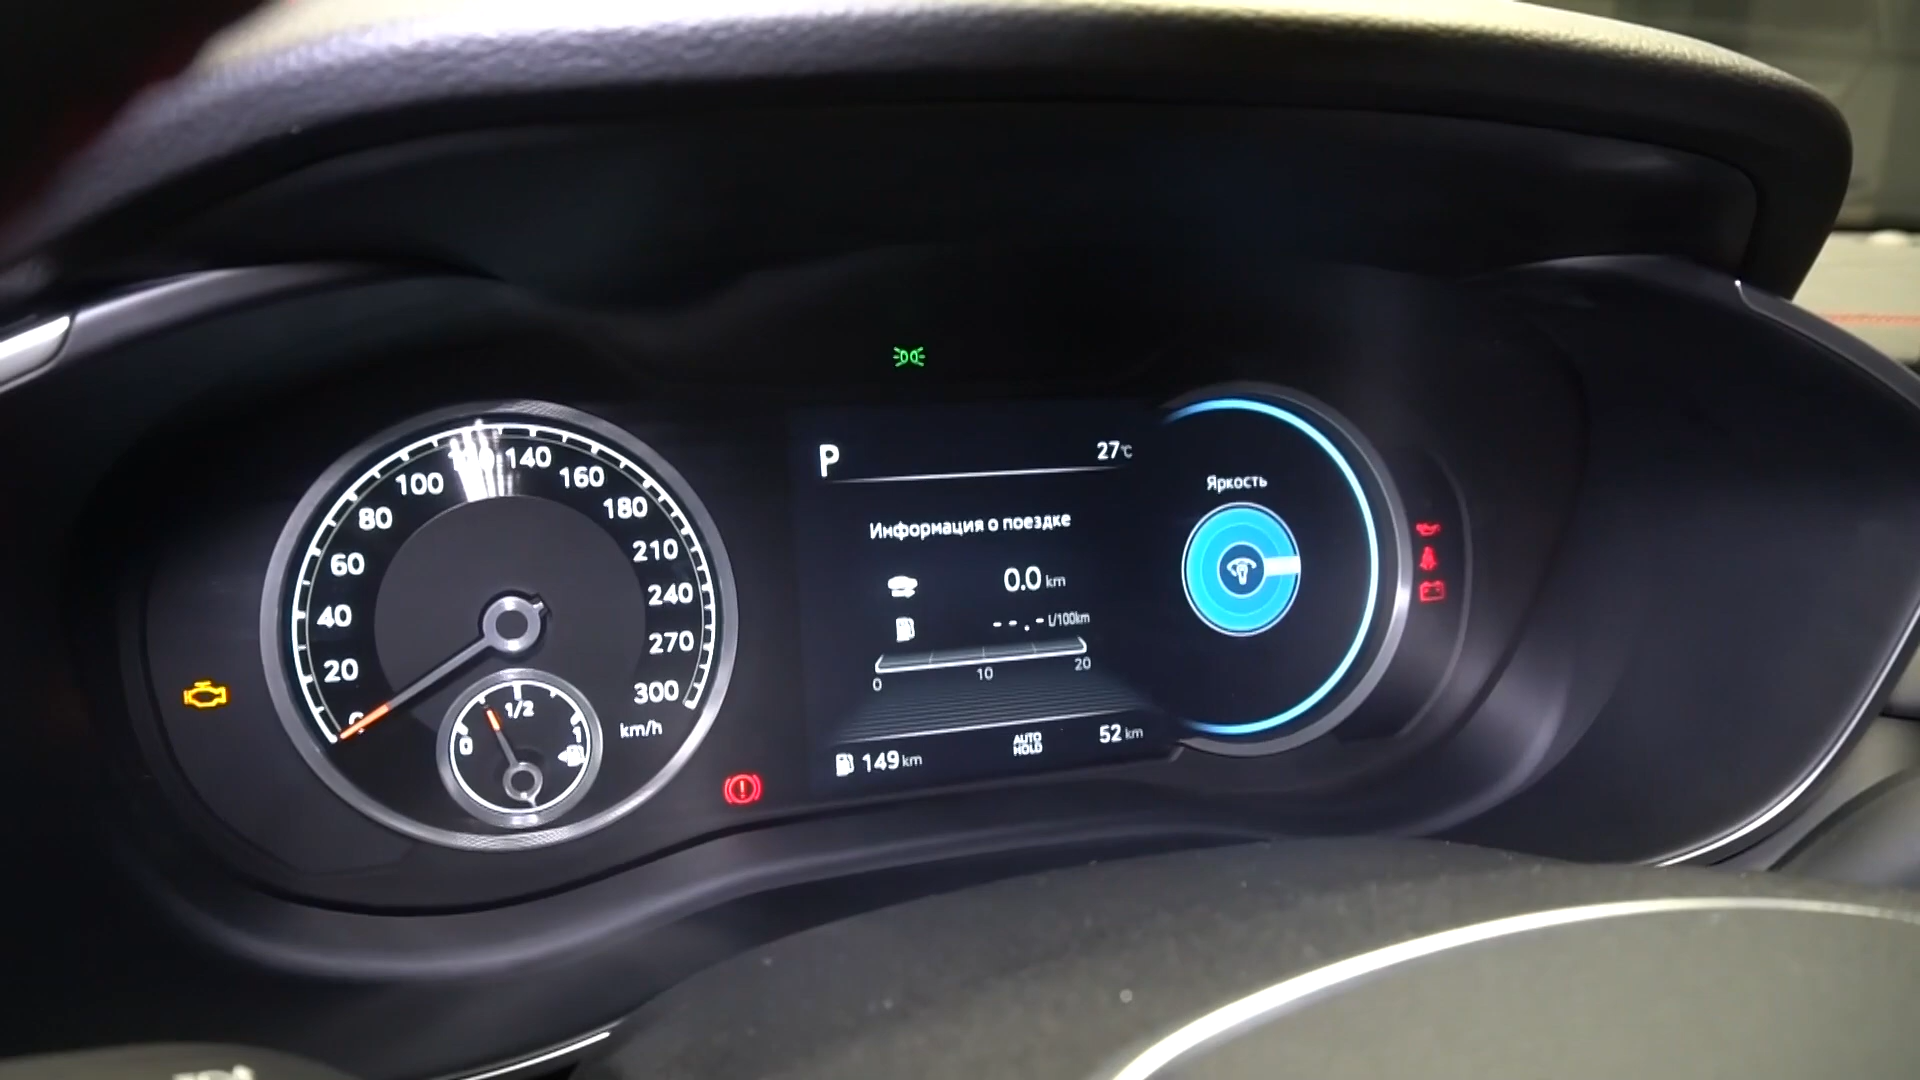 0
20
40
60
80
100
140
160
180
210
240
270
300
km/h
0
1/2
1
P
27°C
Информация о поездке
0.0 km
--.- L/100km
0 10 20
149 km
AUTO
HOLD
52 km
Яркость